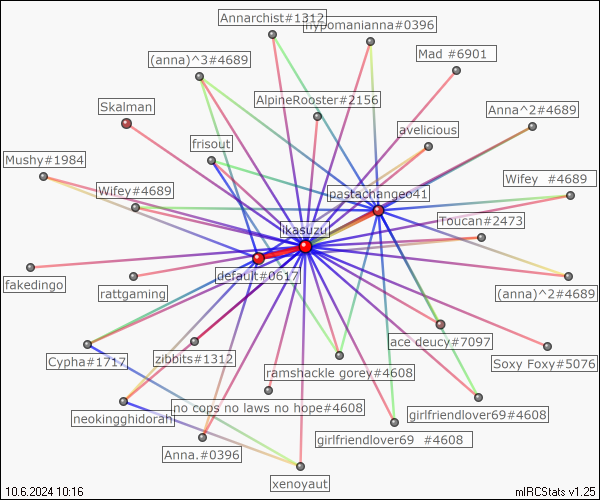 Annarchist#1312
hypomanianna#0396
Mad #6901
(anna)^3#4689
AlpineRooster#2156
Skalman
Anna^2#4689
avelicious
frisout
Mushy#1984
Wifey #4689
Wifey#4689
pastachangeo41
Toucan#2473
ikasuzu
default#0617
fakedingo
rattgaming
(anna)^2#4689
ace deucy#7097
zibbits#1312
Cypha#1717
Soxy Foxy#5076
ramshackle gorey#4608
no cops no laws no hope#4608
girlfriendlover69#4608
neokingghidorah
girlfriendlover69 #4608
Anna.#0396
xenoyaut
10.6.2024 10:16
mIRCStats v1.25